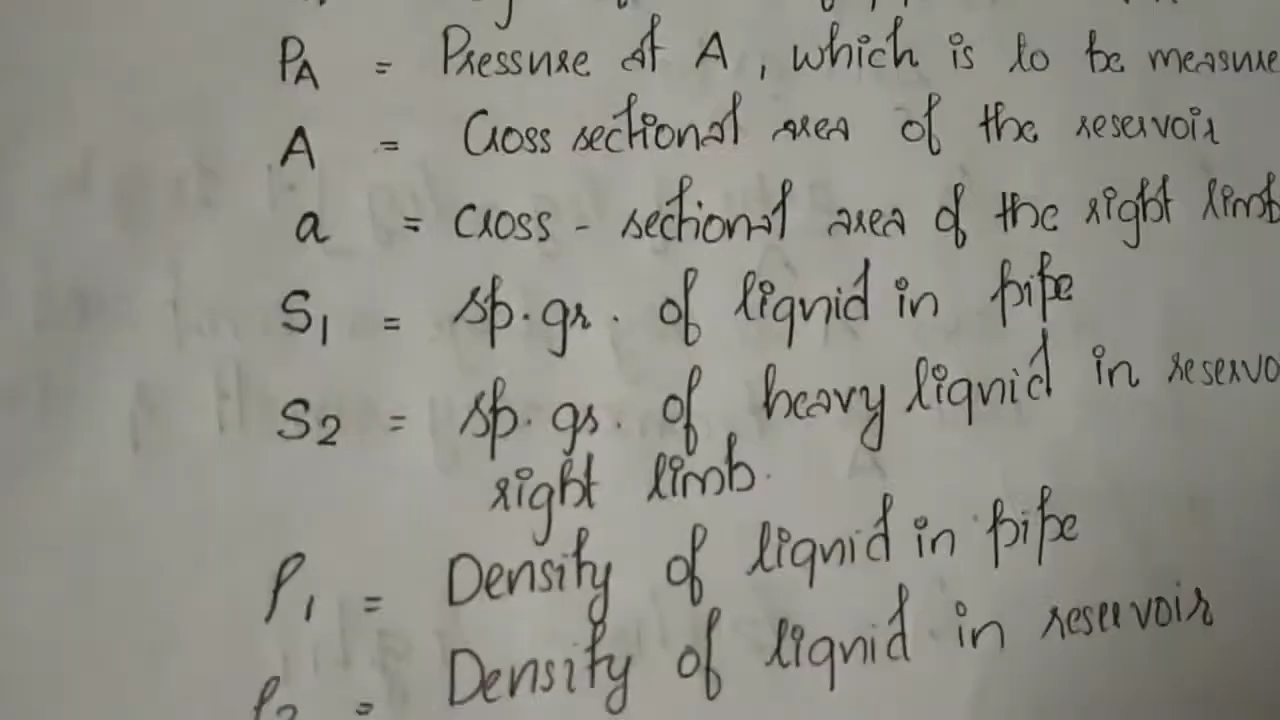 PA = Pressure at A, which is to be measure
A = Cross sectional area of the reservoir
a = cross - sectional area of the right limb
S1 = sp. gr. of liquid in pipe
S2 = sp. gr. of heavy liquid in reservo
right limb.
ρ1 = Density of liquid in pipe
ρ2 = Density of liquid in reservoir